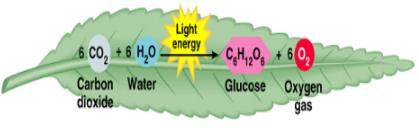 Light
energy
6 CO₂ + 6 H₂O → C₆H₁₂O₆ + 6 O₂
Carbon dioxide
Water
Glucose
Oxygen gas